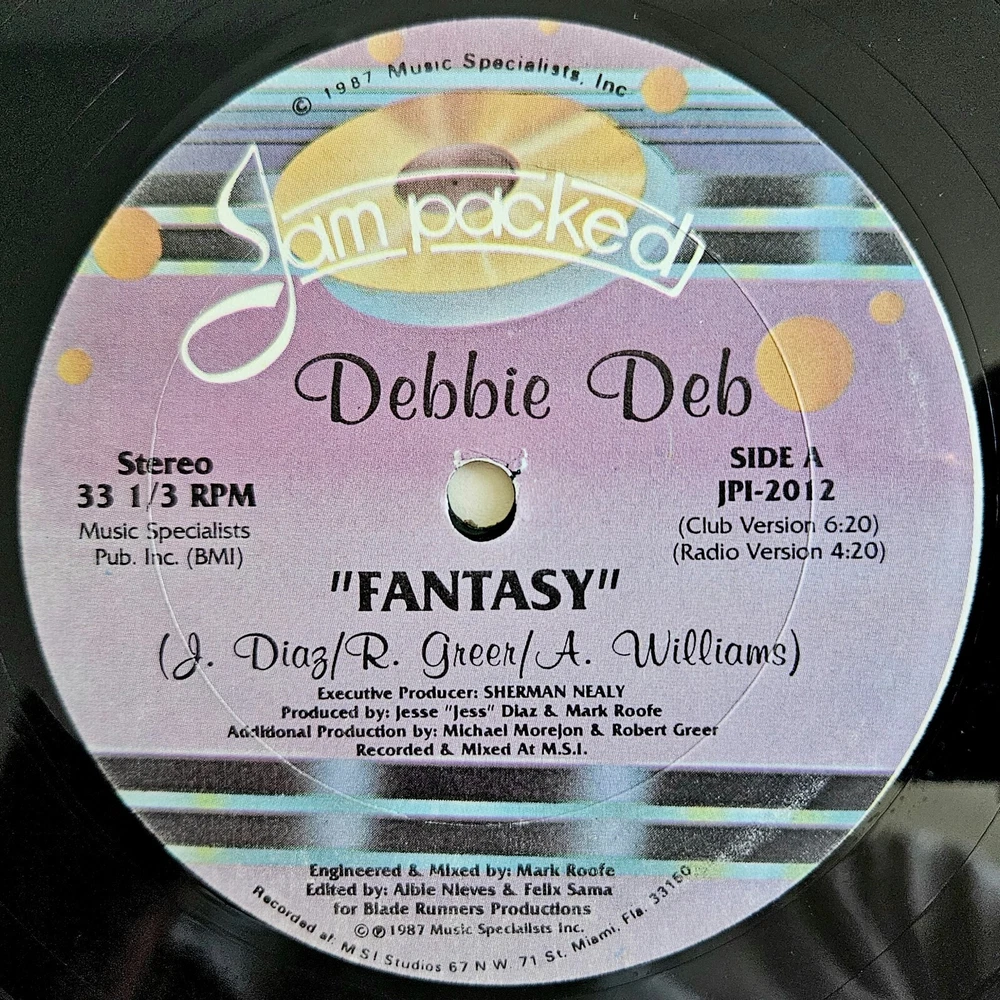 © 1987 Music Specialists, Inc
Jam packed
Debbie Deb
Stereo
33 1/3 RPM
Music Specialists
Pub. Inc. (BMI)
SIDE A
JPI-2012
(Club Version 6:20)
(Radio Version 4:20)
"FANTASY"
(J. Diaz/R. Greer/A. Williams)
Executive Producer: SHERMAN NEALY
Produced by: Jesse "Jess" Diaz & Mark Roofe
Additional Production by: Michael Morejon & Robert Greer
Recorded & Mixed At M.S.I.
Engineered & Mixed by: Mark Roofe
Edited by: Albie Nieves & Felix Sama
for Blade Runners Productions
© ℗ 1987 Music Specialists Inc.
Recorded at: M S I Studios 67 N W. 71 St. Miami, Fla. 33150